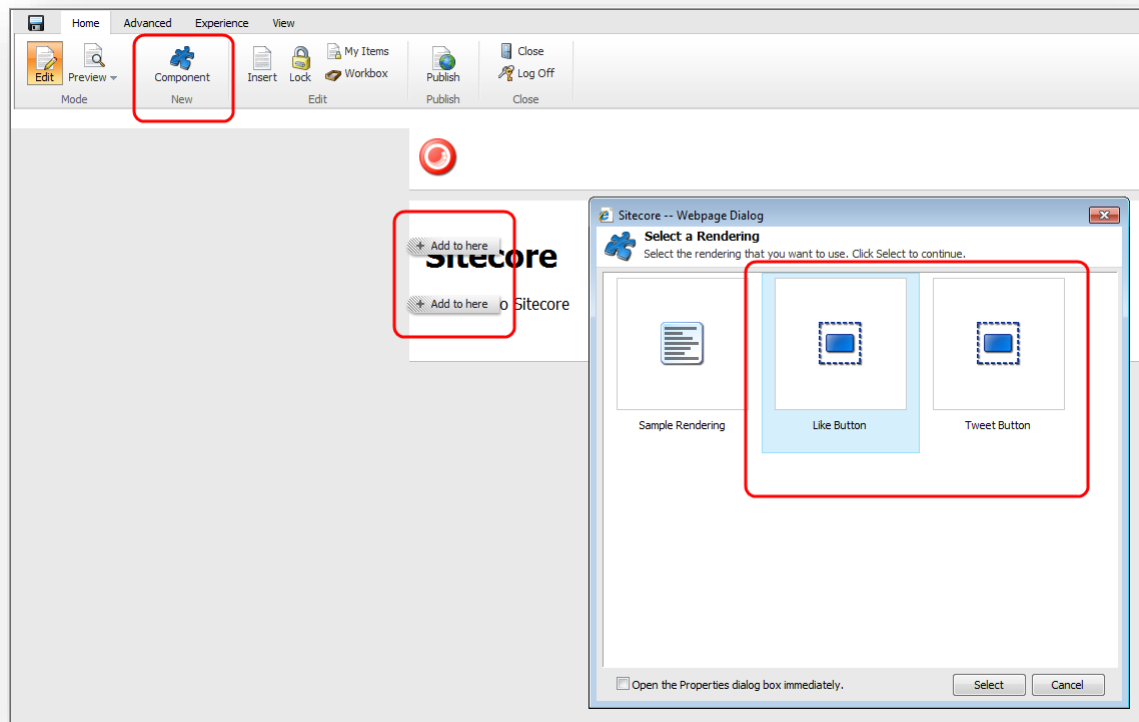 Home Advanced Experience View
Edit Preview Component Insert Lock My Items Workbox Publish Close Log Off
Mode New Edit Publish Close
+ Add to here
Sitecore
+ Add to here
o Sitecore
Sitecore -- Webpage Dialog
Select a Rendering
Select the rendering that you want to use. Click Select to continue.
Sample Rendering Like Button Tweet Button
Open the Properties dialog box immediately. Select Cancel